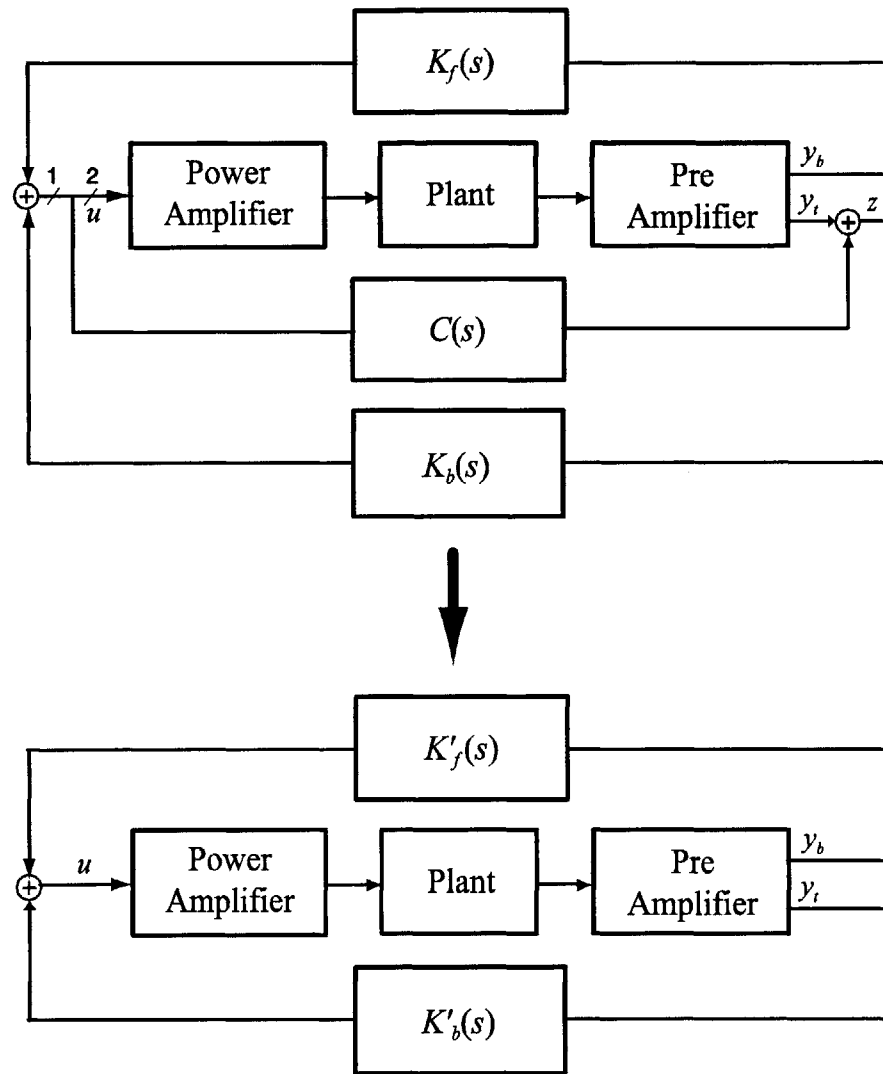 K_f(s)
1 2
u
Power
Amplifier
Plant
Pre
Amplifier
y_b
y_t
z
C(s)
K_b(s)
K'_f(s)
u
Power
Amplifier
Plant
Pre
Amplifier
y_b
y_t
K'_b(s)